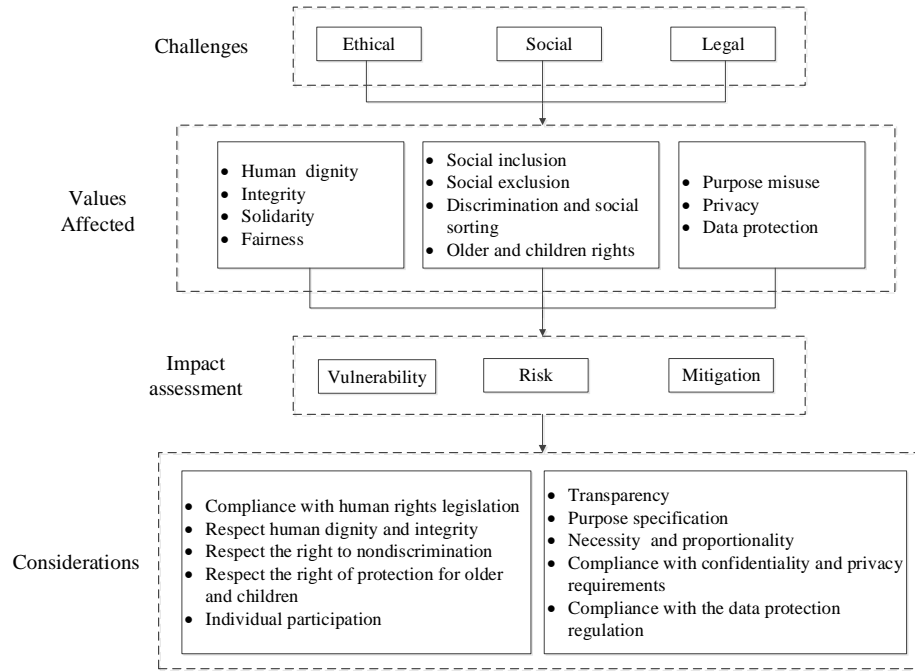 Challenges
Ethical
Social
Legal
Values
Affected
• Human dignity
• Integrity
• Solidarity
• Fairness
• Social inclusion
• Social exclusion
• Discrimination and social
sorting
• Older and children rights
• Purpose misuse
• Privacy
• Data protection
Impact
assessment
Vulnerability
Risk
Mitigation
Considerations
• Compliance with human rights legislation
• Respect human dignity and integrity
• Respect the right to nondiscrimination
• Respect the right of protection for older
and children
• Individual participation
• Transparency
• Purpose specification
• Necessity and proportionality
• Compliance with confidentiality and privacy
requirements
• Compliance with the data protection
regulation